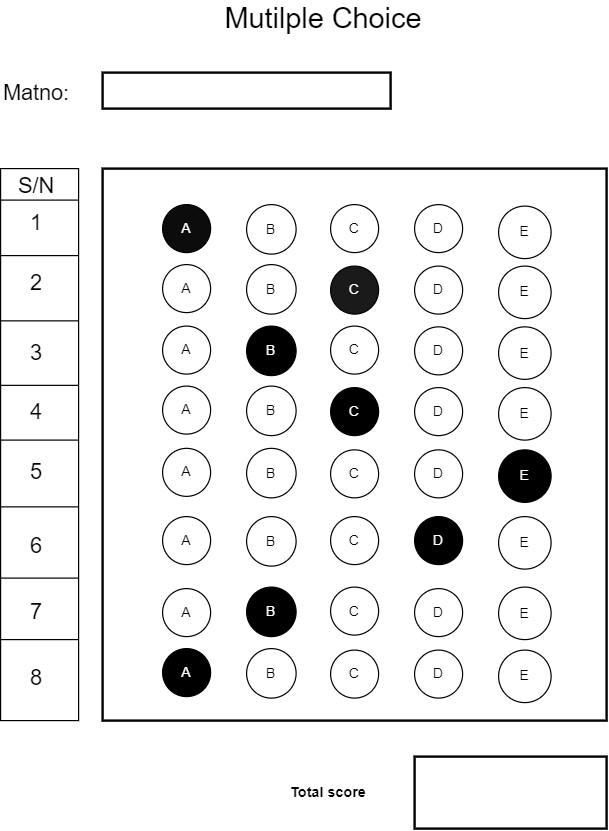 Mutilple Choice
Matno:
S/N
1 A B C D E
2 A B C D E
3 A B C D E
4 A B C D E
5 A B C D E
6 A B C D E
7 A B C D E
8 A B C D E
Total score